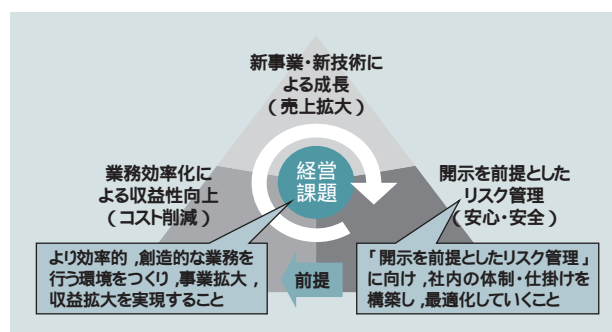 新事業・新技術に
よる成長
（売上拡大）
業務効率化に
よる収益性向上
（コスト削減）
経営
課題
開示を前提とした
リスク管理
（安心・安全）
より効率的，創造的な業務を
行う環境をつくり，事業拡大，
収益拡大を実現すること
前提
「開示を前提としたリスク管理」
に向け，社内の体制・仕掛けを
構築し，最適化していくこと